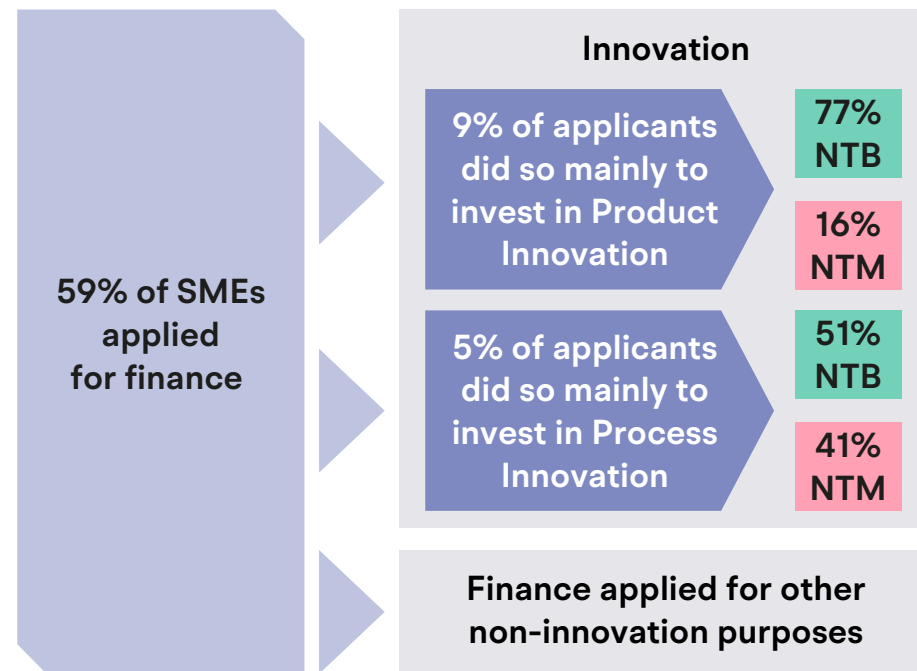 59% of SMEs
applied
for finance
Innovation
9% of applicants
did so mainly to
invest in Product
Innovation
77%
NTB
16%
NTM
5% of applicants
did so mainly to
invest in Process
Innovation
51%
NTB
41%
NTM
Finance applied for other
non-innovation purposes